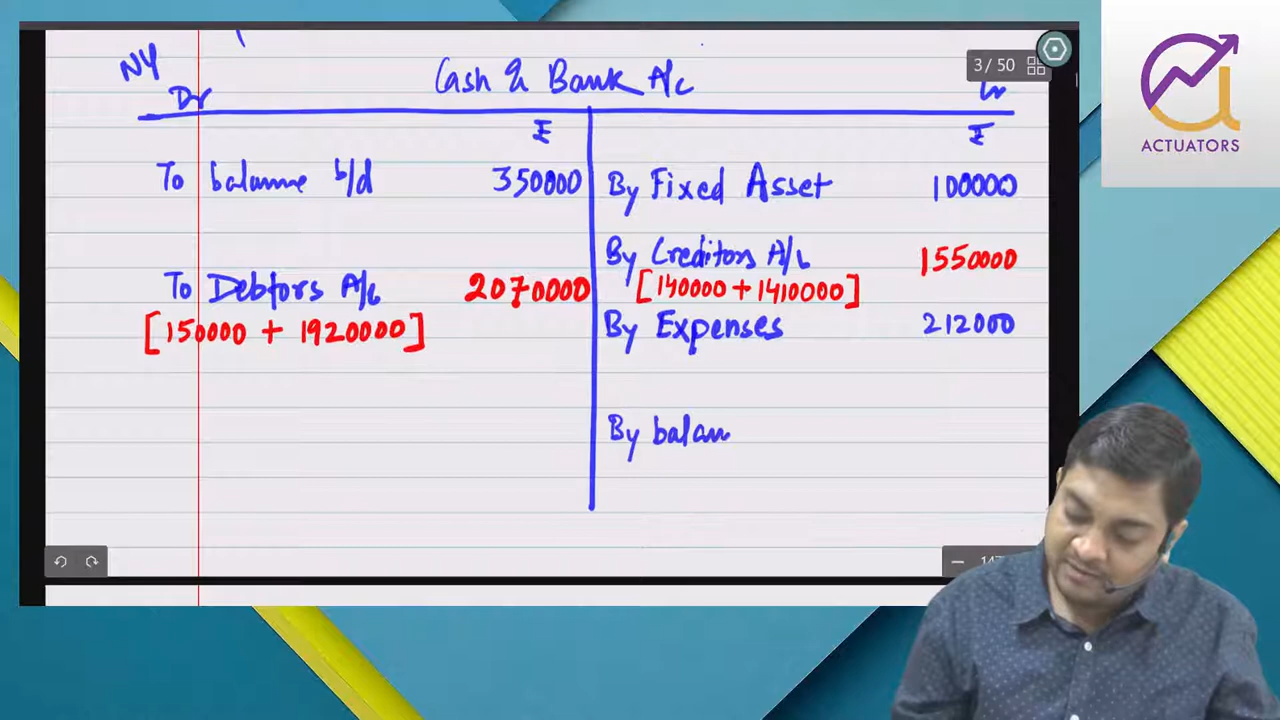 NY
Cash & Bank A/c
3 / 50
Dr
Cr
₹
₹
To balance b/d 350000
By Fixed Asset 100000
By Creditors A/c 1550000
[140000 + 1410000]
To Debtors A/c 2070000
[150000 + 1920000]
By Expenses 212000
By balan
ACTUATORS